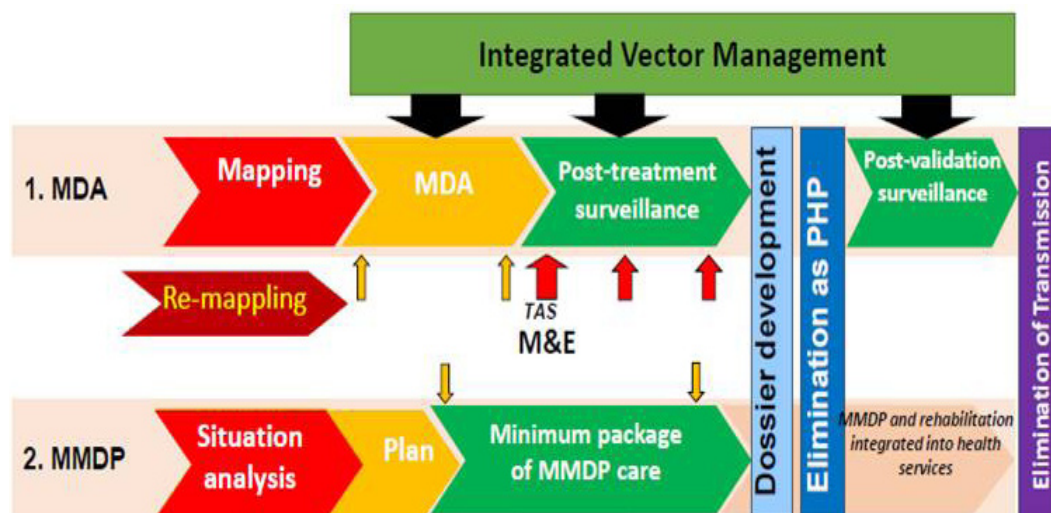 Integrated Vector Management
1. MDA
Mapping
MDA
Post-treatment
surveillance
Post-validation
surveillance
Re-mappling
TAS
M&E
Dossier development
Elimination as PHP
Elimination of Transmission
2. MMDP
Situation
analysis
Plan
Minimum package
of MMDP care
MMDP and rehabilitation
integrated into health
services